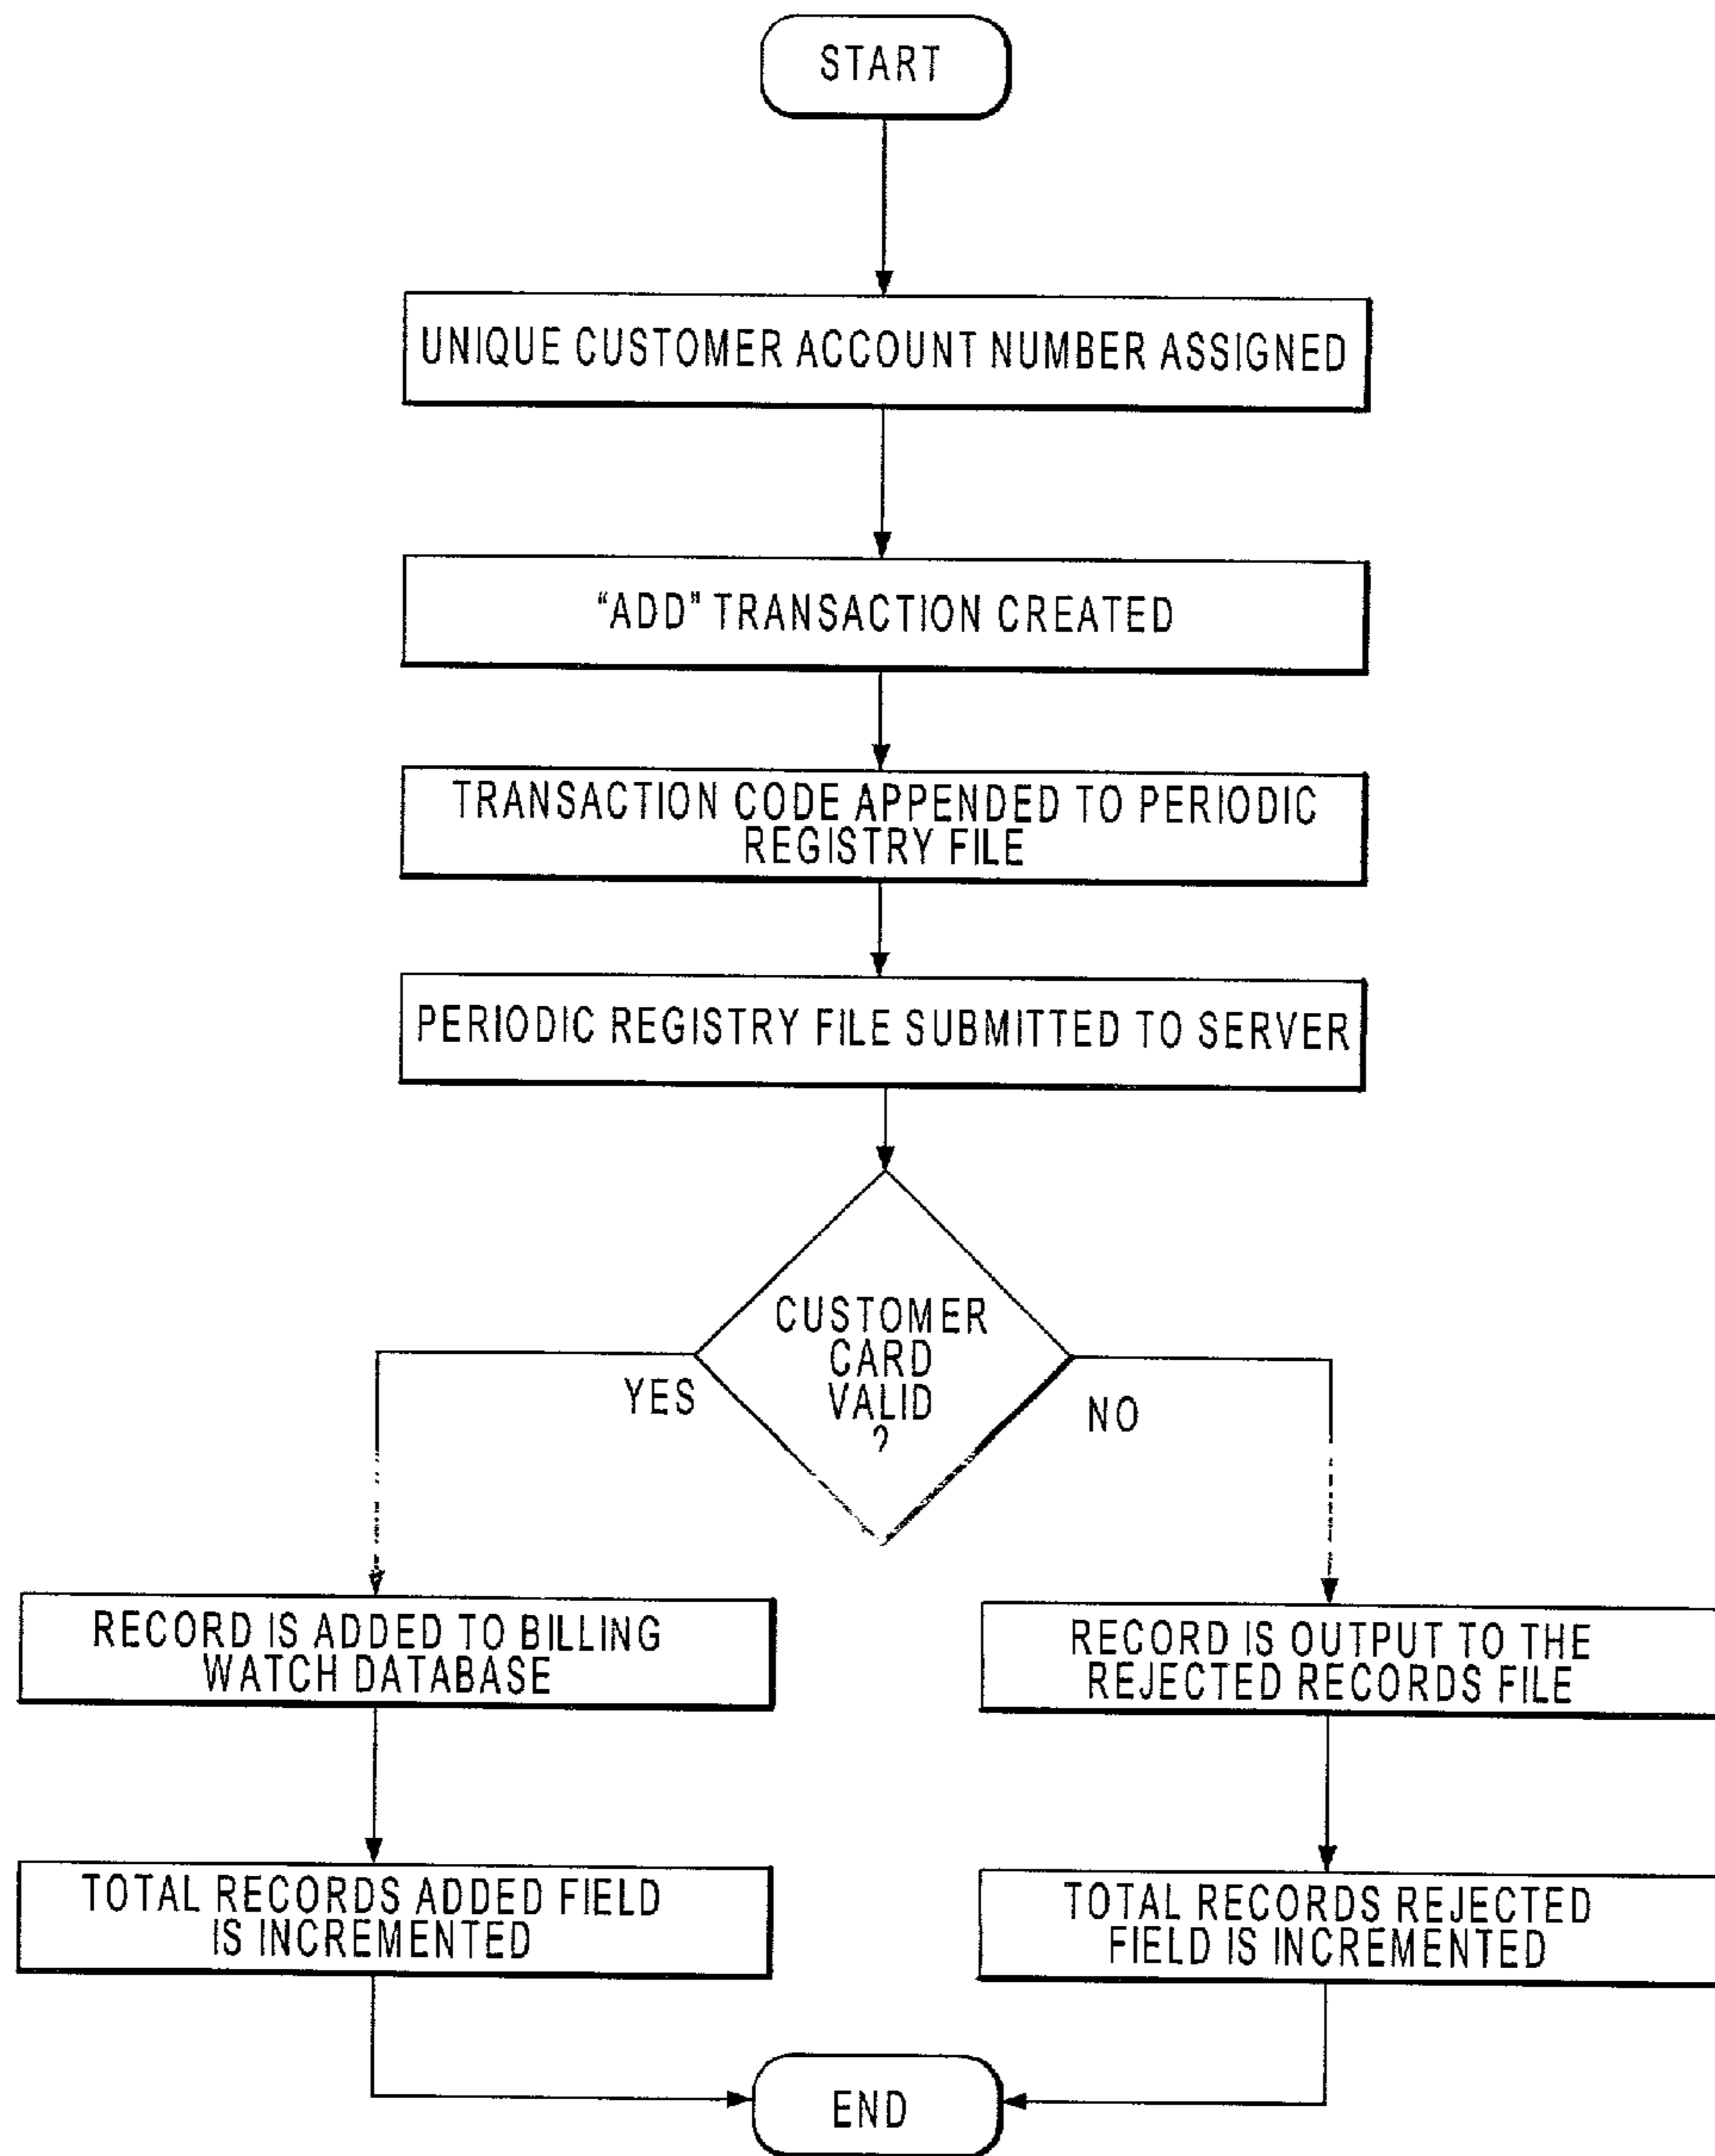 START
UNIQUE CUSTOMER ACCOUNT NUMBER ASSIGNED
"ADD" TRANSACTION CREATED
TRANSACTION CODE APPENDED TO PERIODIC
REGISTRY FILE
PERIODIC REGISTRY FILE SUBMITTED TO SERVER
CUSTOMER
CARD
VALID
?
YES
NO
RECORD IS ADDED TO BILLING
WATCH DATABASE
RECORD IS OUTPUT TO THE
REJECTED RECORDS FILE
TOTAL RECORDS ADDED FIELD
IS INCREMENTED
TOTAL RECORDS REJECTED
FIELD IS INCREMENTED
END